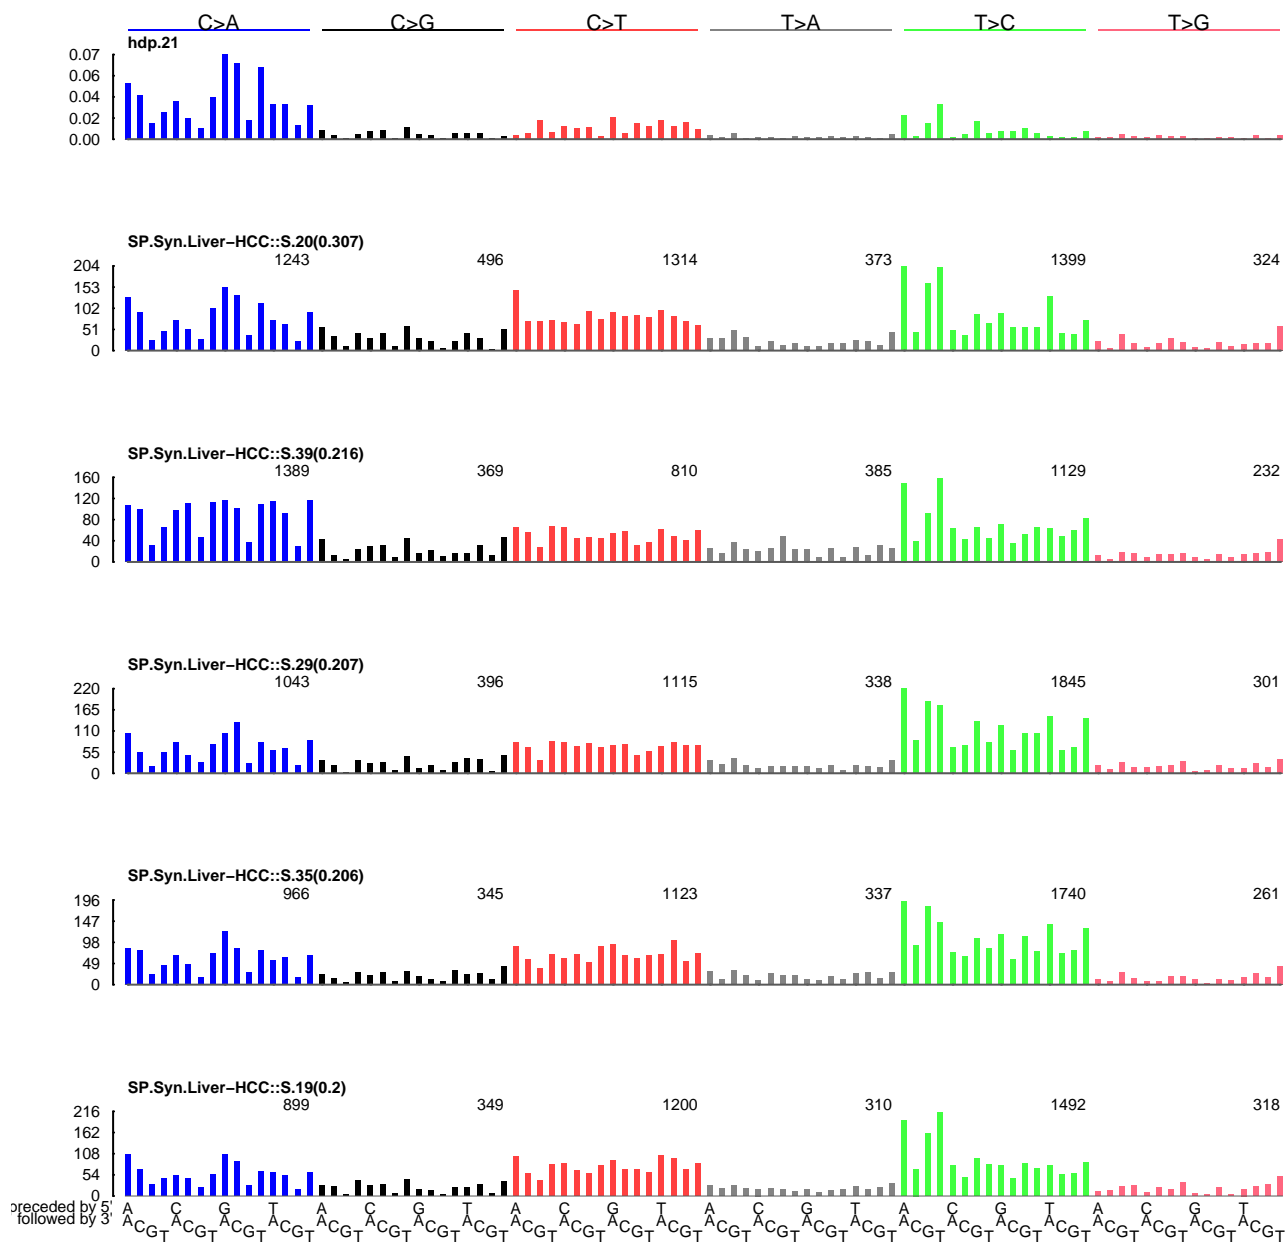 C>A C>G C>T T>A T>C T>G
hdp.21
0.07
0.06
0.04
0.02
0.00
SP.Syn.Liver−HCC::S.20(0.307)
1243 496 1314 373 1399 324
204
153
102
51
0
SP.Syn.Liver−HCC::S.39(0.216)
1389 369 810 385 1129 232
160
120
80
40
0
SP.Syn.Liver−HCC::S.29(0.207)
1043 396 1115 338 1845 301
220
165
110
55
0
SP.Syn.Liver−HCC::S.35(0.206)
966 345 1123 337 1740 261
196
147
98
49
0
SP.Syn.Liver−HCC::S.19(0.2)
899 349 1200 310 1492 318
216
162
108
54
0
preceded by 5' A C G T A C G T A C G T A C G T A C G T A C G T
followed by 3' ACGTACGTACGTACGTACGTACGTACGTACGTACGTACGTACGTACGTACGTACGTACGTACGTACGTACGTACGTACGTACGTACGTACGTACGT